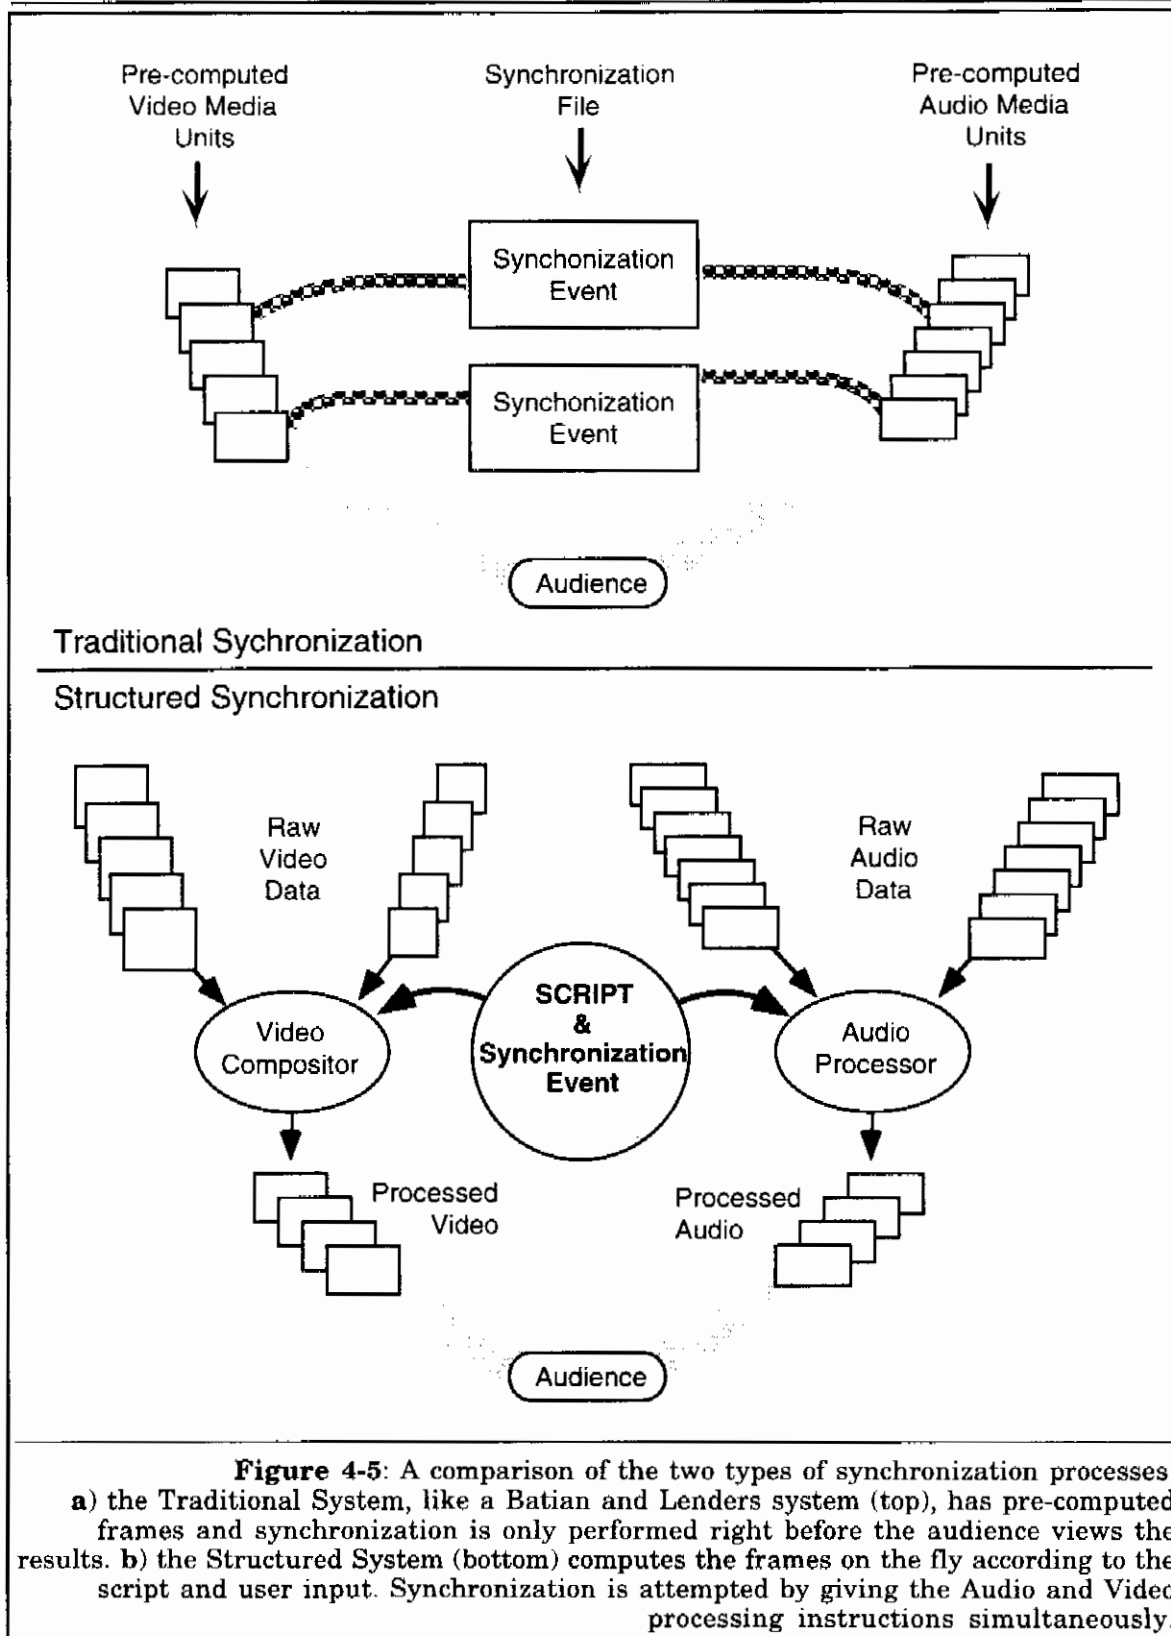 Pre-computed
Video Media
Units
Synchronization
File
Pre-computed
Audio Media
Units
Synchonization
Event
Synchonization
Event
Audience
Traditional Sychronization
Structured Synchronization
Raw
Video
Data
Raw
Audio
Data
SCRIPT
&
Synchronization
Event
Video
Compositor
Audio
Processor
Processed
Video
Processed
Audio
Audience
Figure 4-5: A comparison of the two types of synchronization processes
a) the Traditional System, like a Batian and Lenders system (top), has pre-computed
frames and synchronization is only performed right before the audience views the
results. b) the Structured System (bottom) computes the frames on the fly according to the
script and user input. Synchronization is attempted by giving the Audio and Video
processing instructions simultaneously.